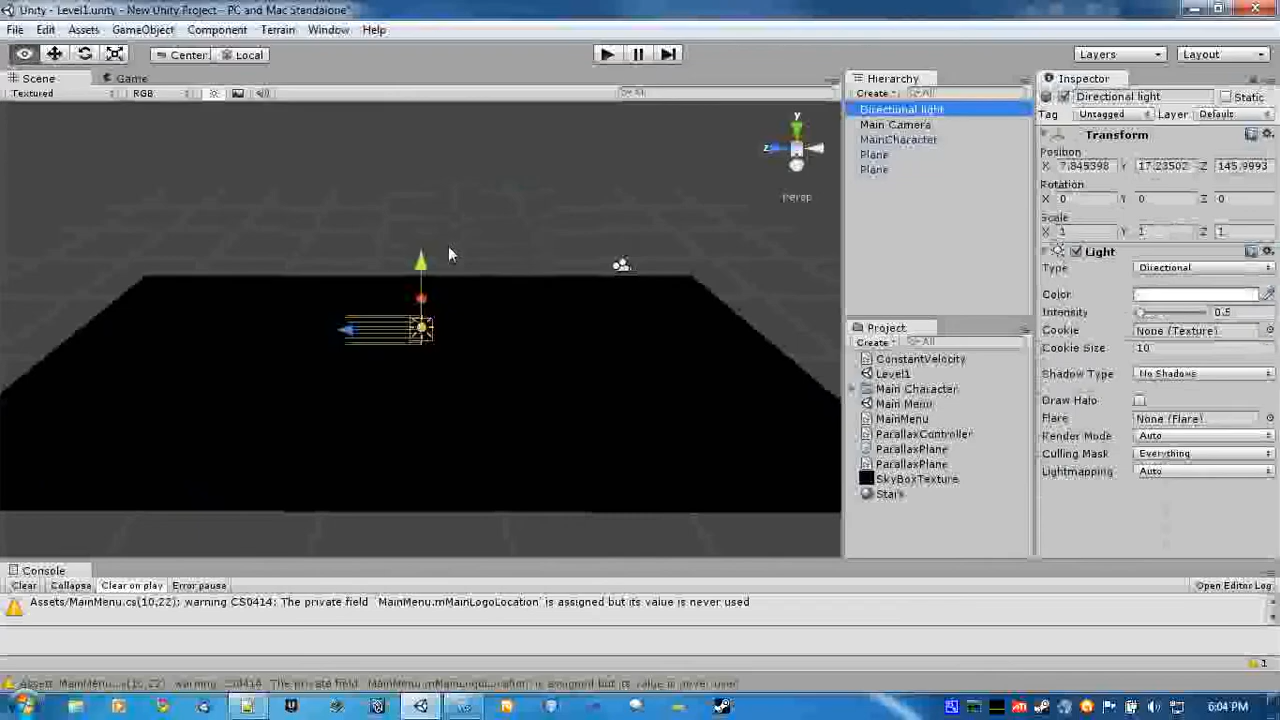 Unity - Level1.unity - New Unity Project - PC and Mac Standalone*
File Edit Assets GameObject Component Terrain Window Help
Center Local Layers Layout
Scene Game Hierarchy Inspector
Textured RGB All Create All Directional light Static
Tag Untagged Layer Default
Directional light
Main Camera
MainCharacter
Plane
Plane
y
z
Persp
Transform
Position
X 7.845398 Y 17.23502 Z 145.9993
Rotation
X 0 Y 0 Z 0
Scale
X 1 Y 1 Z 1
Light
Type Directional
Color
Intensity 0.5
Cookie None (Texture)
Cookie Size 10
Shadow Type No Shadows
Draw Halo
Flare None (Flare)
Render Mode Auto
Culling Mask Everything
Lightmapping Auto
Project
Create All
ConstantVelocity
Level1
Main Character
Main Menu
MainMenu
ParallaxController
ParallaxPlane
ParallaxPlane
SkyBoxTexture
Stars
Console
Clear Collapse Clear on play Error pause Open Editor Log
Assets/MainMenu.cs(10,22): warning CS0414: The private field `MainMenu.mMainLogoLocation' is assigned but its value is never used
1
6:04 PM